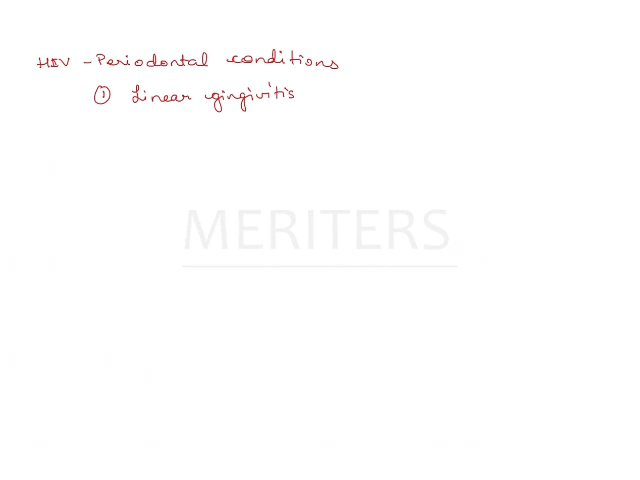 HIV - Periodontal conditions
① Linear gingivitis
MERITERS